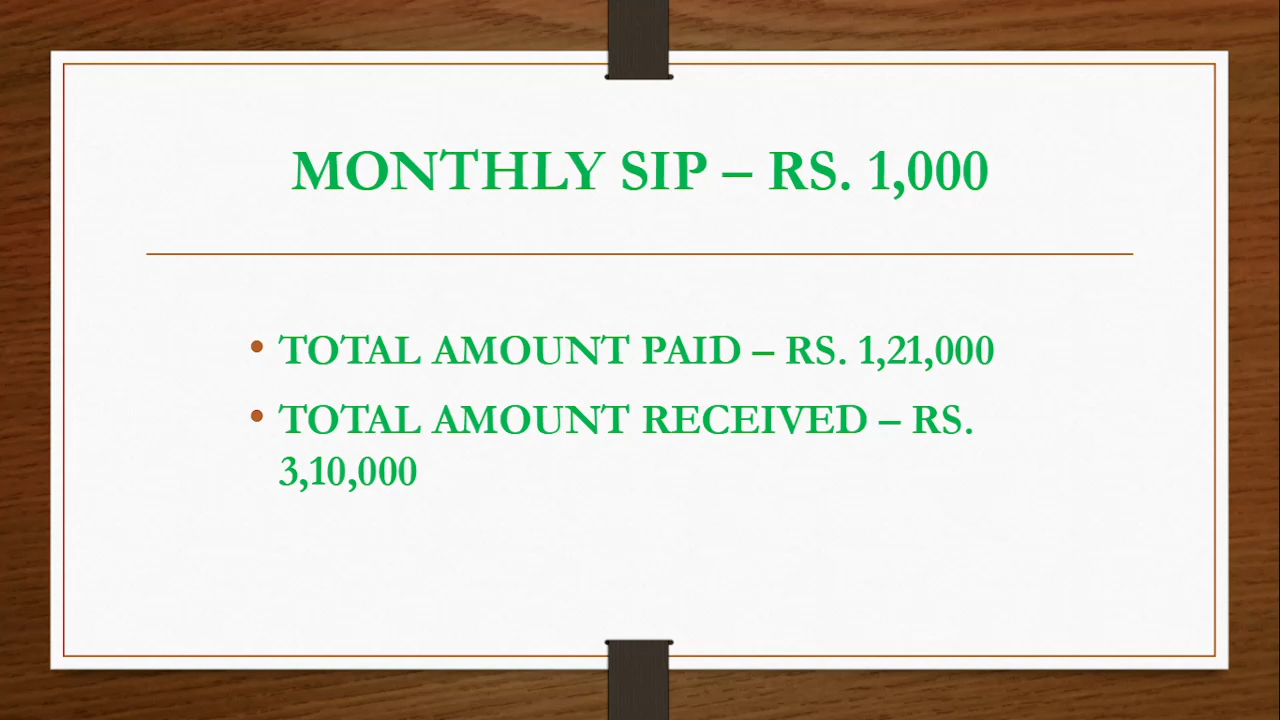 MONTHLY SIP – RS. 1,000
• TOTAL AMOUNT PAID – RS. 1,21,000
• TOTAL AMOUNT RECEIVED – RS.
3,10,000